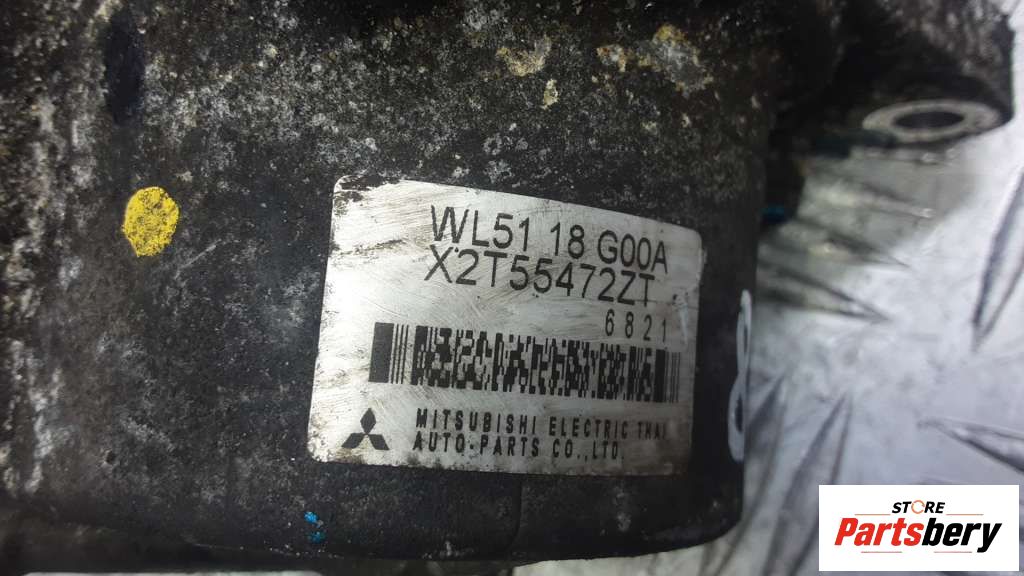 WL51 18 G00A
X2T55472ZT
6821
MITSUBISHI ELECTRIC THAI
AUTO-PARTS CO.,LTD.
STORE
Partsbery